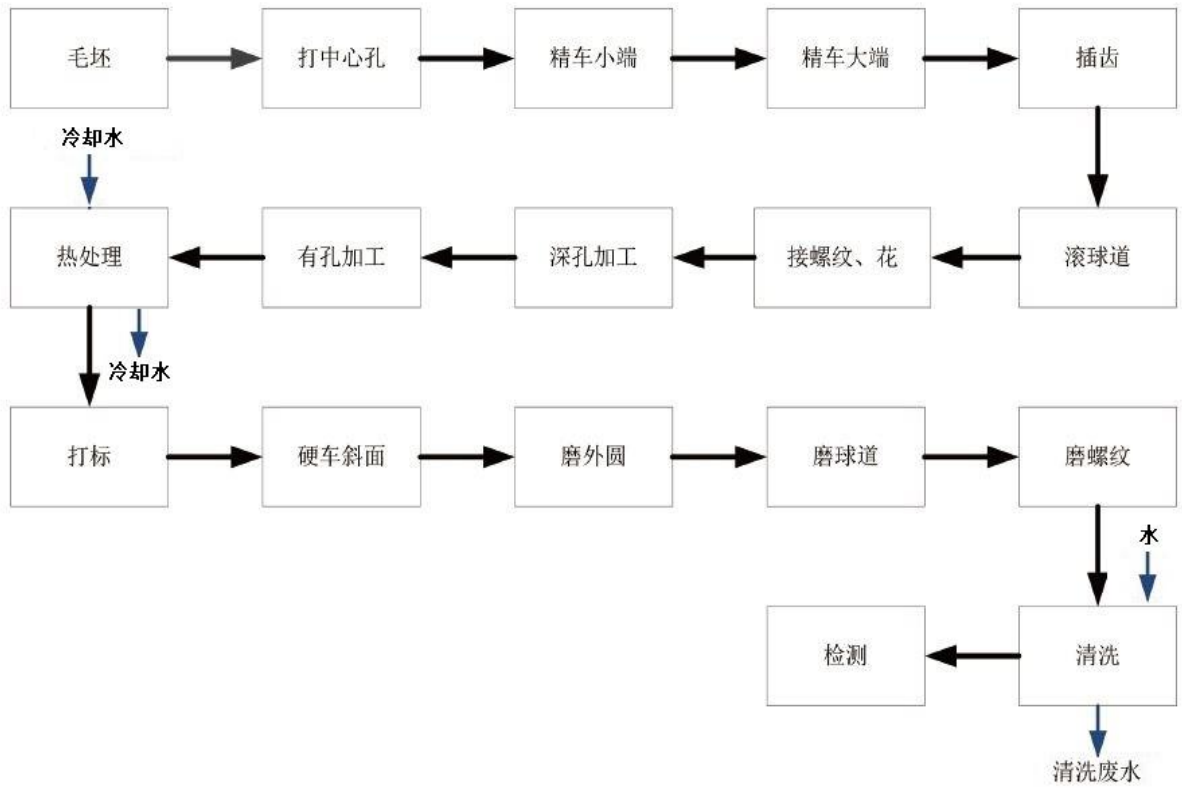 毛坯
打中心孔
精车小端
精车大端
插齿
冷却水
热处理
有孔加工
深孔加工
接螺纹、花
滚球道
冷却水
打标
硬车斜面
磨外圆
磨球道
磨螺纹
水
检测
清洗
清洗废水